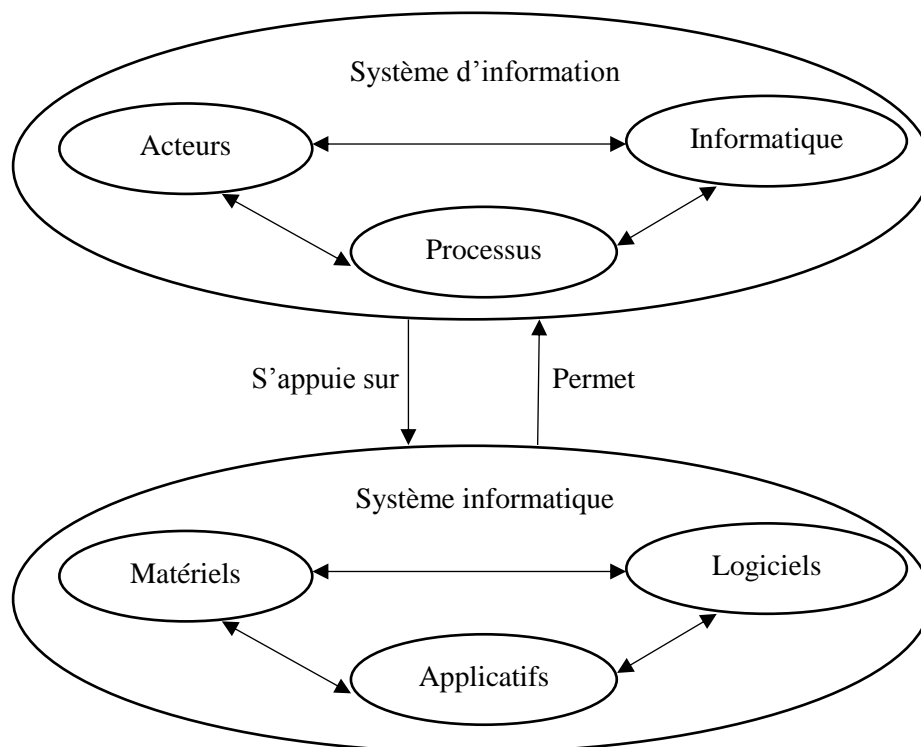 Système d’information
Acteurs
Informatique
Processus
S’appuie sur
Permet
Système informatique
Matériels
Logiciels
Applicatifs